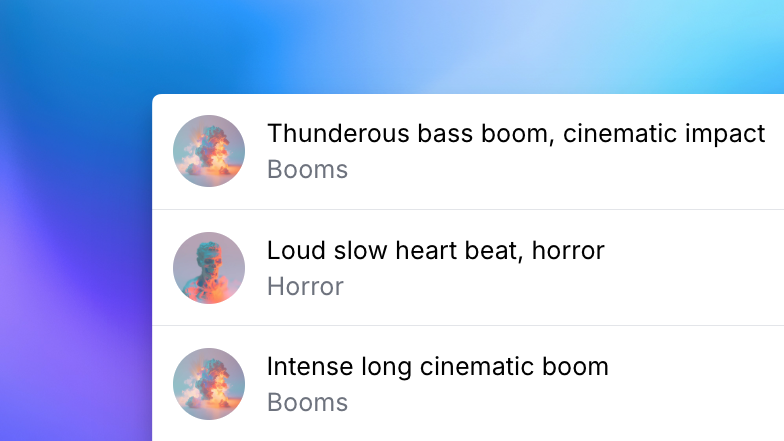 Thunderous bass boom, cinematic impact
Booms
Loud slow heart beat, horror
Horror
Intense long cinematic boom
Booms